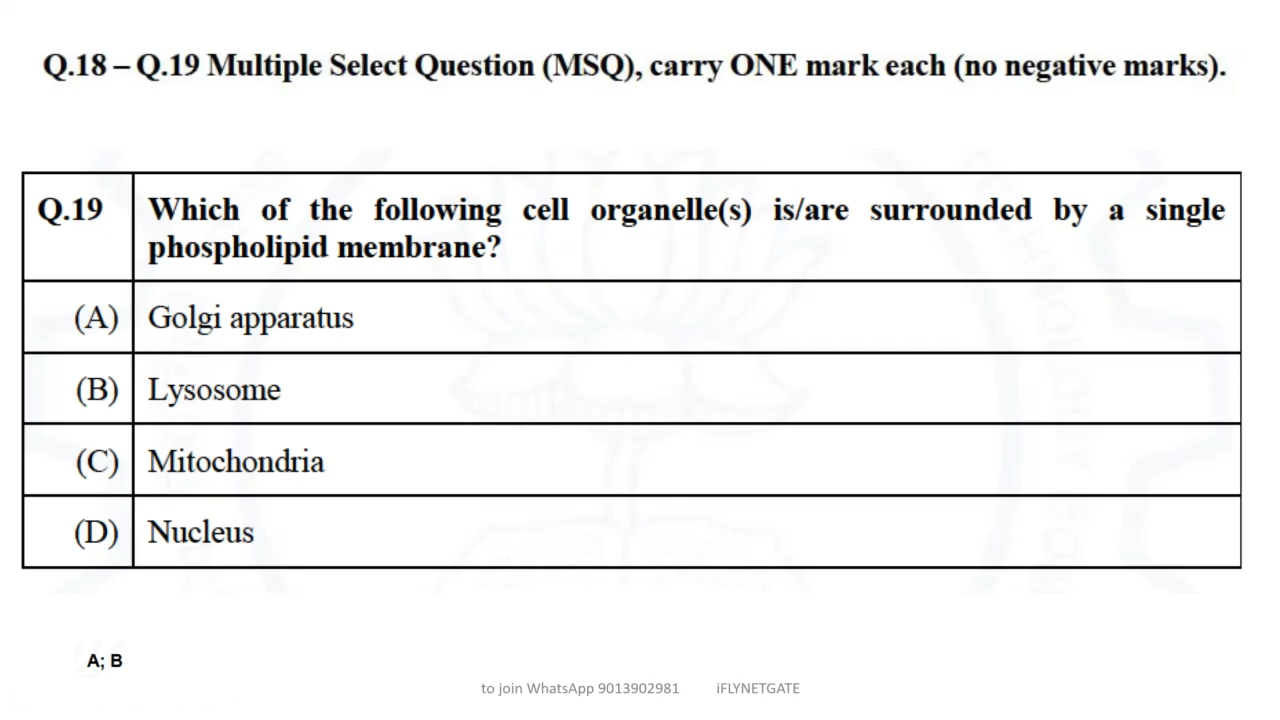 Q.18 – Q.19 Multiple Select Question (MSQ), carry ONE mark each (no negative marks).
Q.19 Which of the following cell organelle(s) is/are surrounded by a single
phospholipid membrane?
(A) Golgi apparatus
(B) Lysosome
(C) Mitochondria
(D) Nucleus
A; B
to join WhatsApp 9013902981 iFLYNETGATE